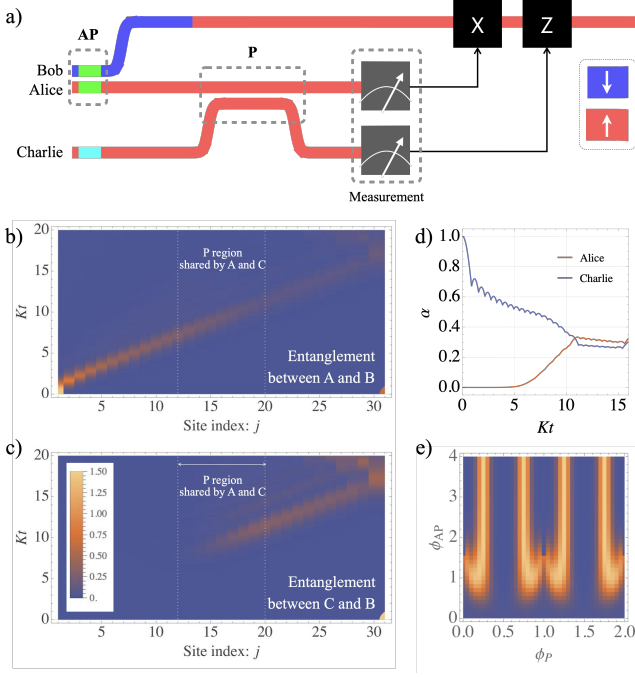 a)
AP
Bob
Alice
Charlie
P
X
Z
Measurement
b)
Kt
20
10
0
P region
shared by A and C
Entanglement
between A and B
5 10 15 20 25 30
Site index: j
c)
Kt
20
10
0
1.50
1.25
1.00
0.75
0.50
0.25
0.
P region
shared by A and C
Entanglement
between C and B
5 10 15 20 25 30
Site index: j
d)
α
1.0
0.8
0.6
0.4
0.2
0.0
Alice
Charlie
0 5 10 15
Kt
e)
ϕAP
4
3
2
1
0
0.0 0.5 1.0 1.5 2.0
ϕP